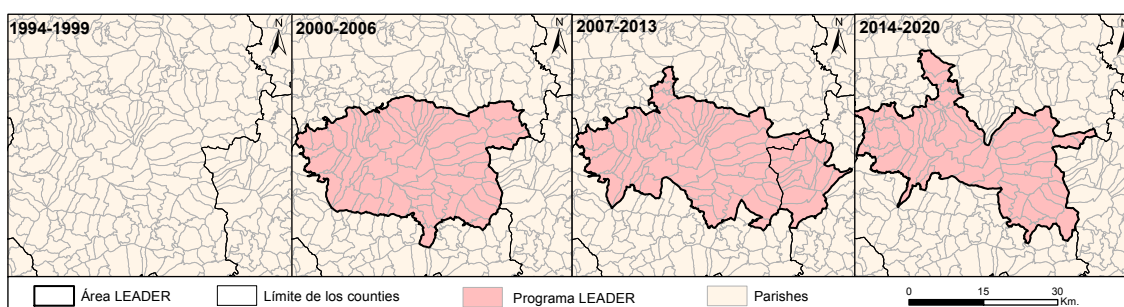 1994-1999
N
2000-2006
N
2007-2013
N
2014-2020
N
Área LEADER
Límite de los counties
Programa LEADER
Parishes
0 15 30
Km.